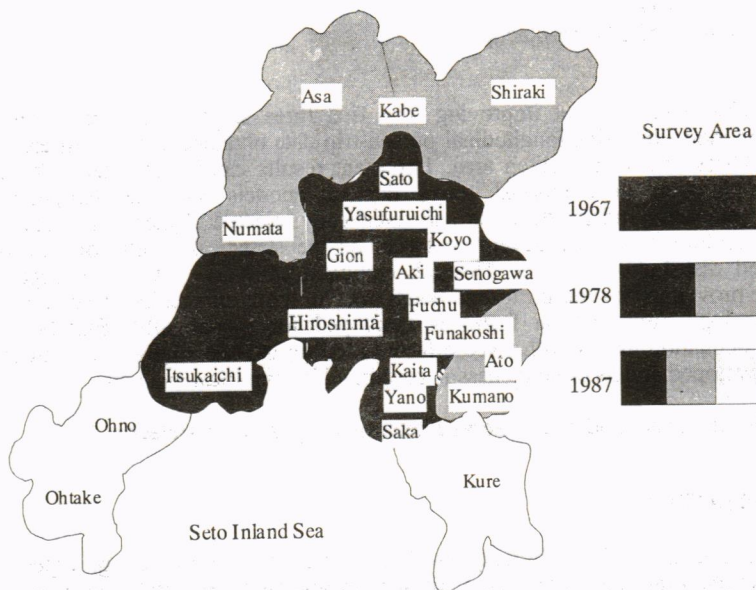 Asa
Kabe
Shiraki
Survey Area
Sato
1967
Yasufuruichi
Numata
Koyo
Gion
Aki
Senogawa
1978
Fuchu
Hiroshima
Funakoshi
Aio
Itsukaichi
Kaita
1987
Yano
Kumano
Ohno
Saka
Kure
Ohtake
Seto Inland Sea